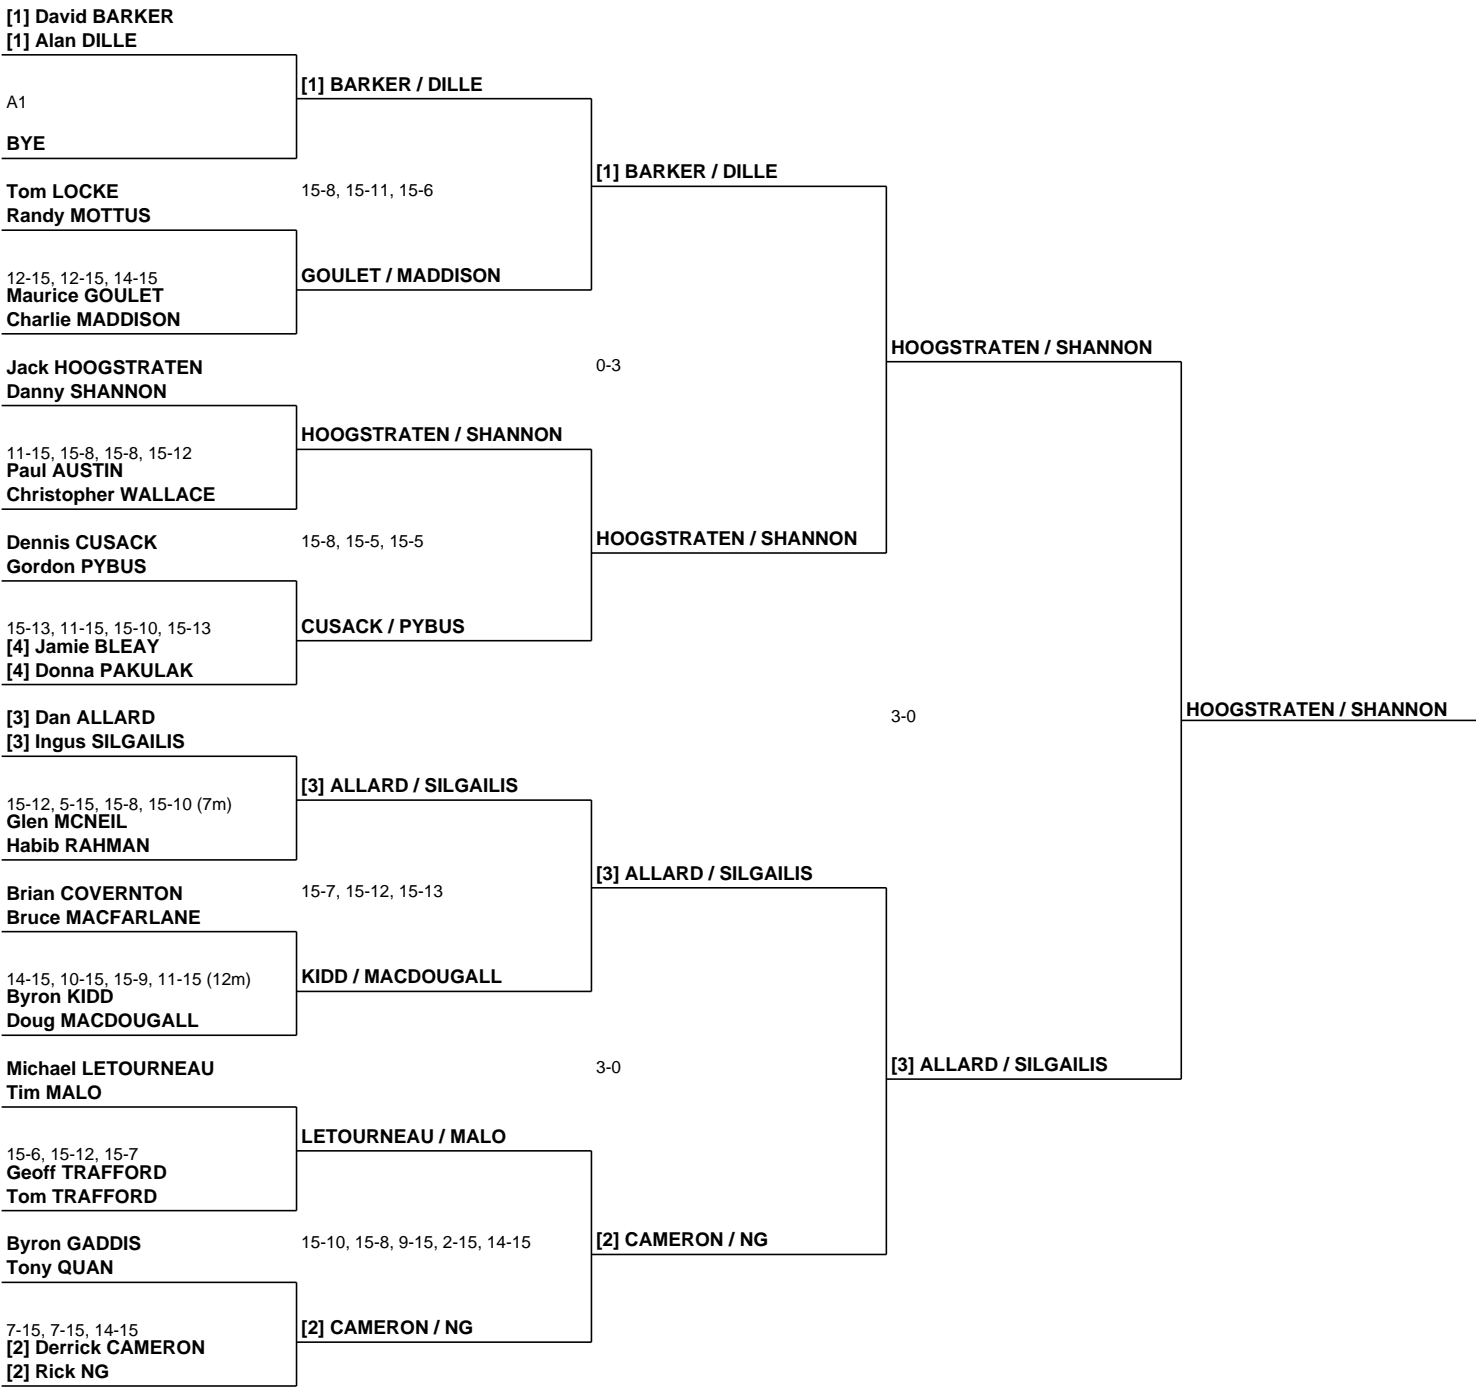 [1] David BARKER
[1] Alan DILLE
[1] BARKER / DILLE
A1
BYE
[1] BARKER / DILLE
Tom LOCKE
15-8, 15-11, 15-6
Randy MOTTUS
12-15, 12-15, 14-15
GOULET / MADDISON
Maurice GOULET
Charlie MADDISON
HOOGSTRATEN / SHANNON
Jack HOOGSTRATEN
0-3
Danny SHANNON
HOOGSTRATEN / SHANNON
11-15, 15-8, 15-8, 15-12
Paul AUSTIN
Christopher WALLACE
Dennis CUSACK
15-8, 15-5, 15-5
HOOGSTRATEN / SHANNON
Gordon PYBUS
15-13, 11-15, 15-10, 15-13
CUSACK / PYBUS
[4] Jamie BLEAY
[4] Donna PAKULAK
[3] Dan ALLARD
3-0
HOOGSTRATEN / SHANNON
[3] Ingus SILGAILIS
[3] ALLARD / SILGAILIS
15-12, 5-15, 15-8, 15-10 (7m)
Glen MCNEIL
Habib RAHMAN
[3] ALLARD / SILGAILIS
Brian COVERNTON
15-7, 15-12, 15-13
Bruce MACFARLANE
14-15, 10-15, 15-9, 11-15 (12m)
KIDD / MACDOUGALL
Byron KIDD
Doug MACDOUGALL
Michael LETOURNEAU
3-0
[3] ALLARD / SILGAILIS
Tim MALO
LETOURNEAU / MALO
15-6, 15-12, 15-7
Geoff TRAFFORD
Tom TRAFFORD
Byron GADDIS
15-10, 15-8, 9-15, 2-15, 14-15
[2] CAMERON / NG
Tony QUAN
7-15, 7-15, 14-15
[2] CAMERON / NG
[2] Derrick CAMERON
[2] Rick NG